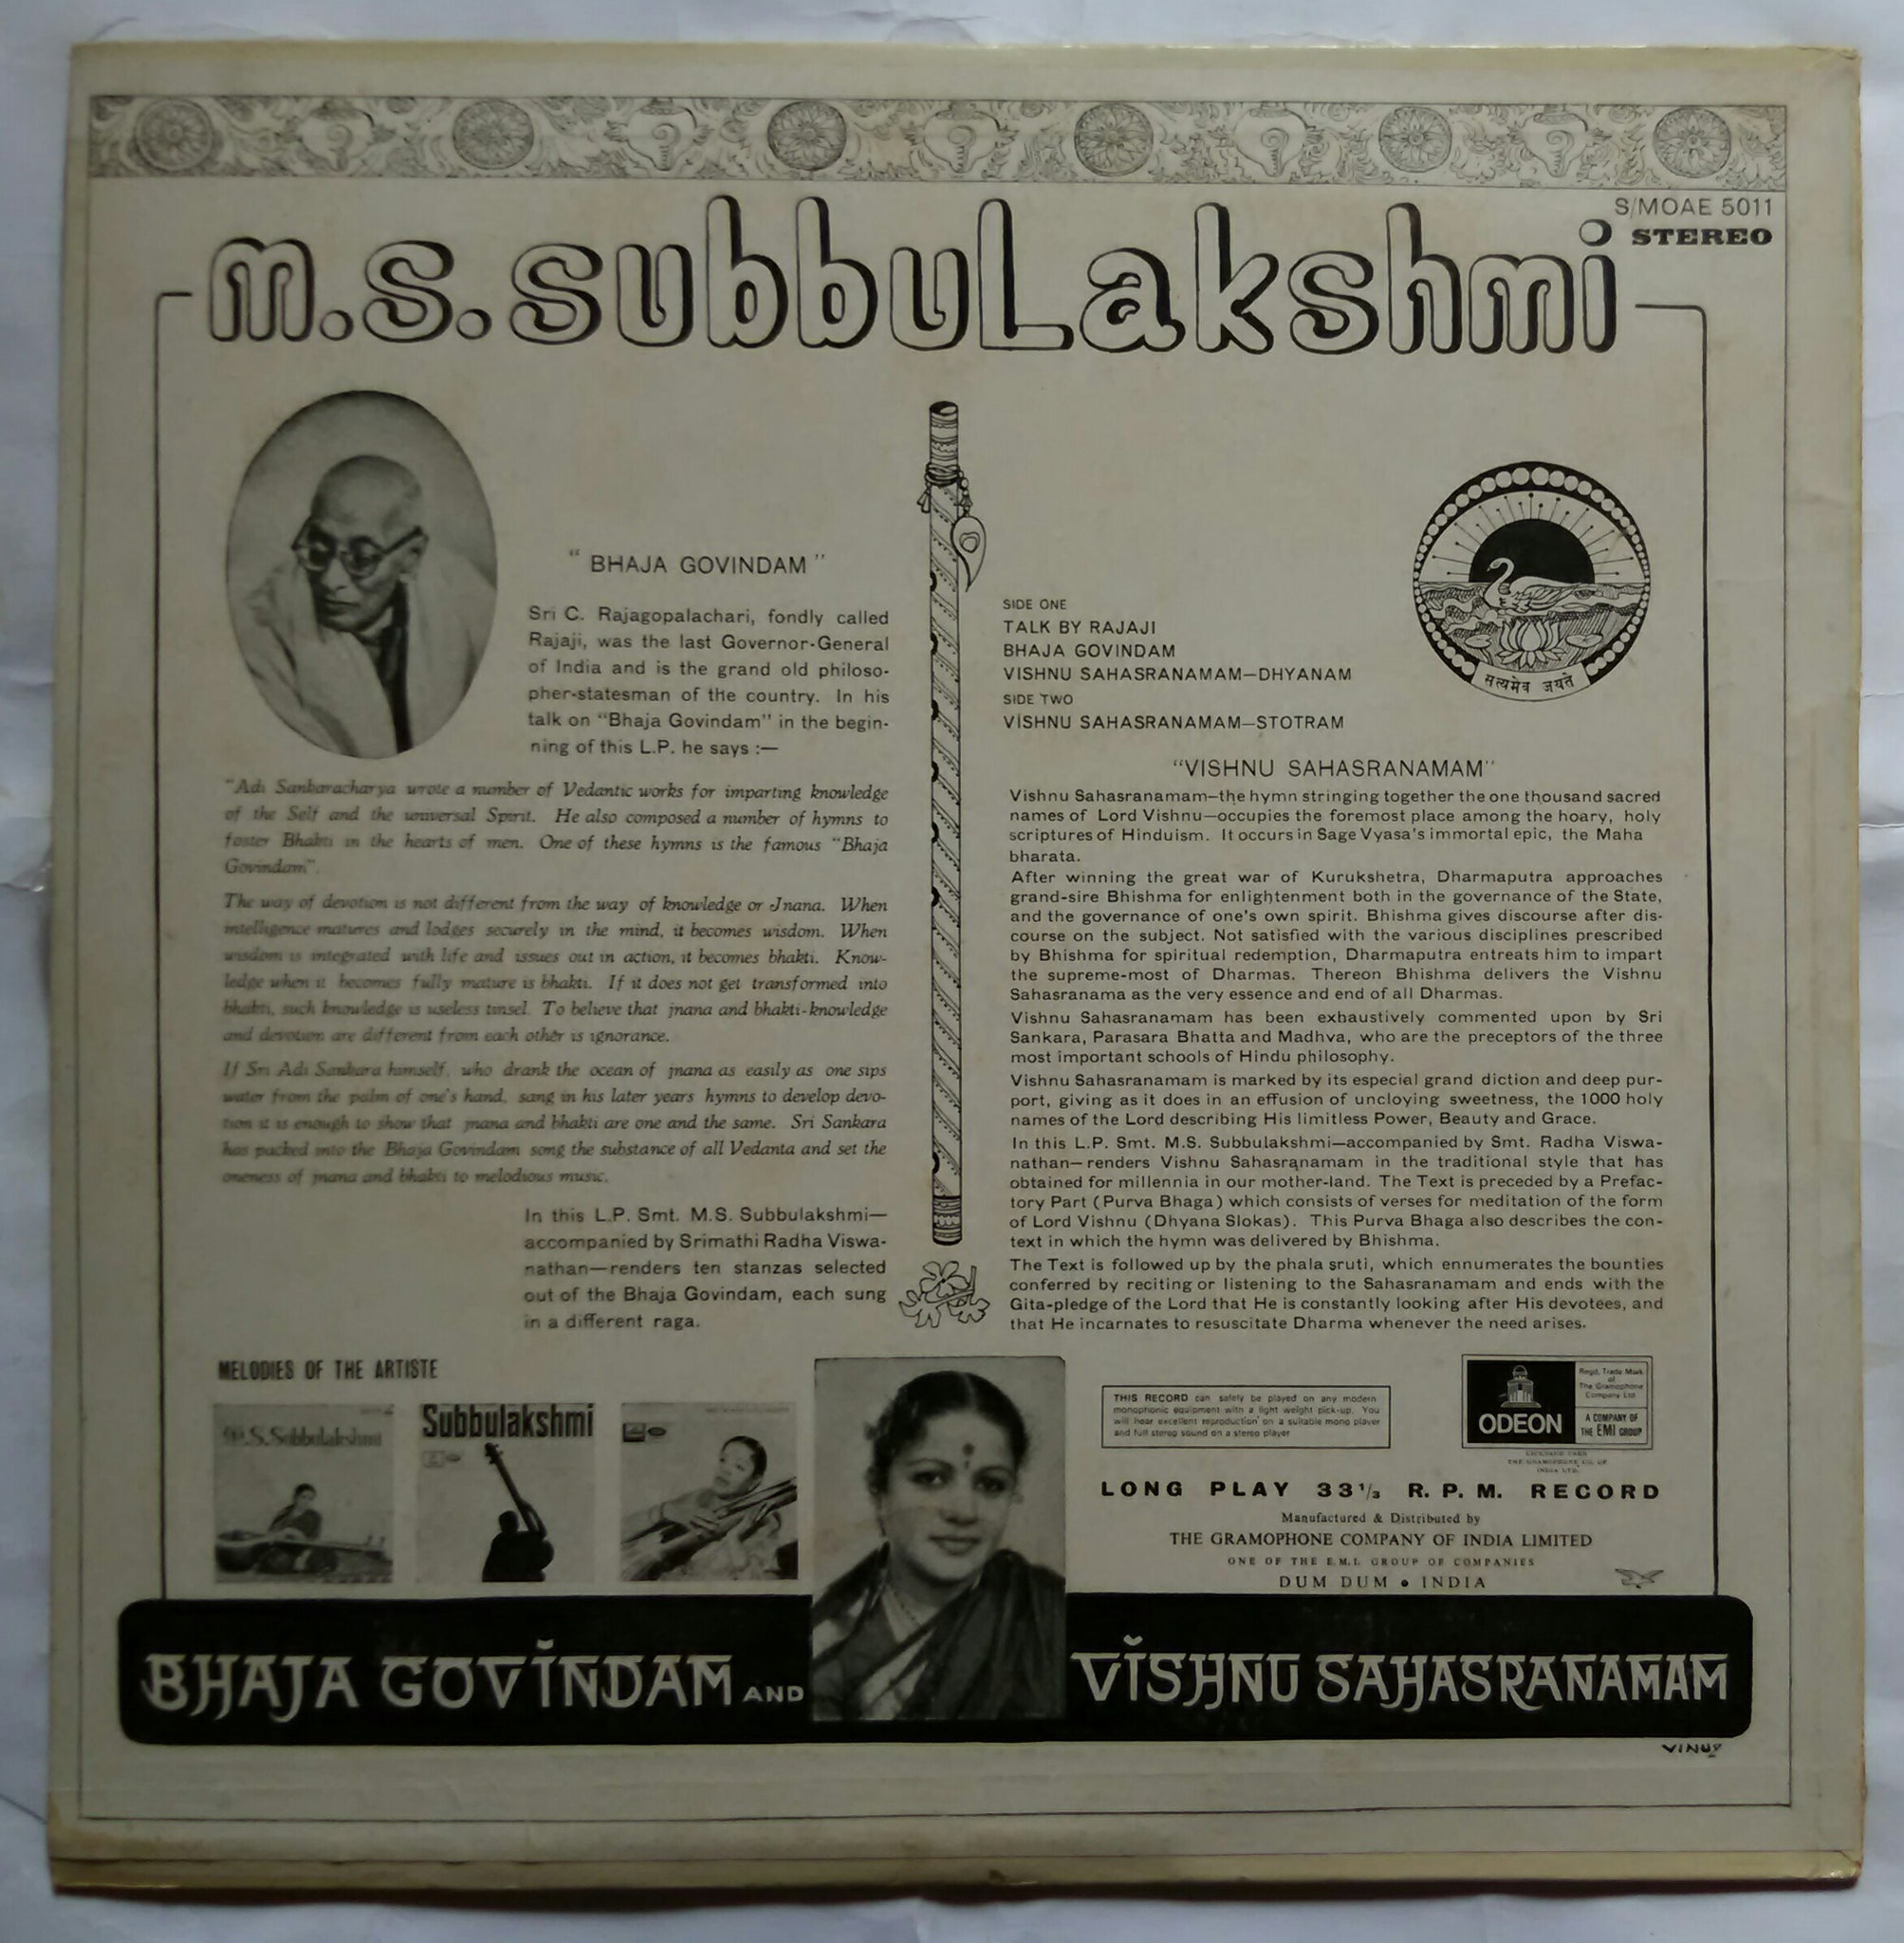 S/MOAE 5011
STEREO
m.s.subbuLakshmi
" BHAJA GOVINDAM "
Sri C. Rajagopalachari, fondly called
Rajaji, was the last Governor-General
of India and is the grand old philoso-
pher-statesman of the country. In his
talk on "Bhaja Govindam" in the begin-
ning of this L.P. he says :—
"Adi Sankaracharya wrote a number of Vedantic works for imparting knowledge
of the Self and the universal Spirit. He also composed a number of hymns to
foster Bhakti in the hearts of men. One of these hymns is the famous "Bhaja
Govindam".
The way of devotion is not different from the way of knowledge or Jnana. When
intelligence matures and lodges securely in the mind, it becomes wisdom. When
wisdom is integrated with life and issues out in action, it becomes bhakti. Know-
ledge when it becomes fully mature is bhakti. If it does not get transformed into
bhakti, such knowledge is useless tinsel. To believe that jnana and bhakti-knowledge
and devotion are different from each other is ignorance.
If Sri Adi Sankara himself, who drank the ocean of jnana as easily as one sips
water from the palm of one's hand, sang in his later years hymns to develop devo-
tion it is enough to show that jnana and bhakti are one and the same. Sri Sankara
has packed into the Bhaja Govindam song the substance of all Vedanta and set the
oneness of jnana and bhakti to melodious music.
In this L.P. Smt. M.S. Subbulakshmi—
accompanied by Srimathi Radha Viswa-
nathan—renders ten stanzas selected
out of the Bhaja Govindam, each sung
in a different raga.
सत्यमेव जयते
SIDE ONE
TALK BY RAJAJI
BHAJA GOVINDAM
VISHNU SAHASRANAMAM—DHYANAM
SIDE TWO
VISHNU SAHASRANAMAM—STOTRAM
"VISHNU SAHASRANAMAM"
Vishnu Sahasranamam—the hymn stringing together the one thousand sacred
names of Lord Vishnu—occupies the foremost place among the hoary, holy
scriptures of Hinduism. It occurs in Sage Vyasa's immortal epic, the Maha
bharata.
After winning the great war of Kurukshetra, Dharmaputra approaches
grand-sire Bhishma for enlightenment both in the governance of the State,
and the governance of one's own spirit. Bhishma gives discourse after dis-
course on the subject. Not satisfied with the various disciplines prescribed
by Bhishma for spiritual redemption, Dharmaputra entreats him to impart
the supreme-most of Dharmas. Thereon Bhishma delivers the Vishnu
Sahasranama as the very essence and end of all Dharmas.
Vishnu Sahasranamam has been exhaustively commented upon by Sri
Sankara, Parasara Bhatta and Madhva, who are the preceptors of the three
most important schools of Hindu philosophy.
Vishnu Sahasranamam is marked by its especial grand diction and deep pur-
port, giving as it does in an effusion of uncloying sweetness, the 1000 holy
names of the Lord describing His limitless Power, Beauty and Grace.
In this L.P. Smt. M.S. Subbulakshmi—accompanied by Smt. Radha Viswa-
nathan—renders Vishnu Sahasranamam in the traditional style that has
obtained for millennia in our mother-land. The Text is preceded by a Prefac-
tory Part (Purva Bhaga) which consists of verses for meditation of the form
of Lord Vishnu (Dhyana Slokas). This Purva Bhaga also describes the con-
text in which the hymn was delivered by Bhishma.
The Text is followed up by the phala sruti, which ennumerates the bounties
conferred by reciting or listening to the Sahasranamam and ends with the
Gita-pledge of the Lord that He is constantly looking after His devotees, and
that He incarnates to resuscitate Dharma whenever the need arises.
MELODIES OF THE ARTISTE
M.S.Subbulakshmi
Subbulakshmi
THIS RECORD can safely be played on any modern
monophonic equipment with a light weight pick-up. You
will hear excellent reproduction on a suitable mono player
and full stereo sound on a stereo player
ODEON
Regd. Trade Mark
of
The Gramophone
Company Ltd.
A COMPANY OF
THE EMI GROUP
THE GRAMOPHONE CO. OF
INDIA LTD.
LONG PLAY 33⅓ R. P. M. RECORD
Manufactured & Distributed by
THE GRAMOPHONE COMPANY OF INDIA LIMITED
ONE OF THE E.M.I. GROUP OF COMPANIES
DUM DUM • INDIA
BHAJA GOVINDAM AND VISHNU SAHASRANAMAM